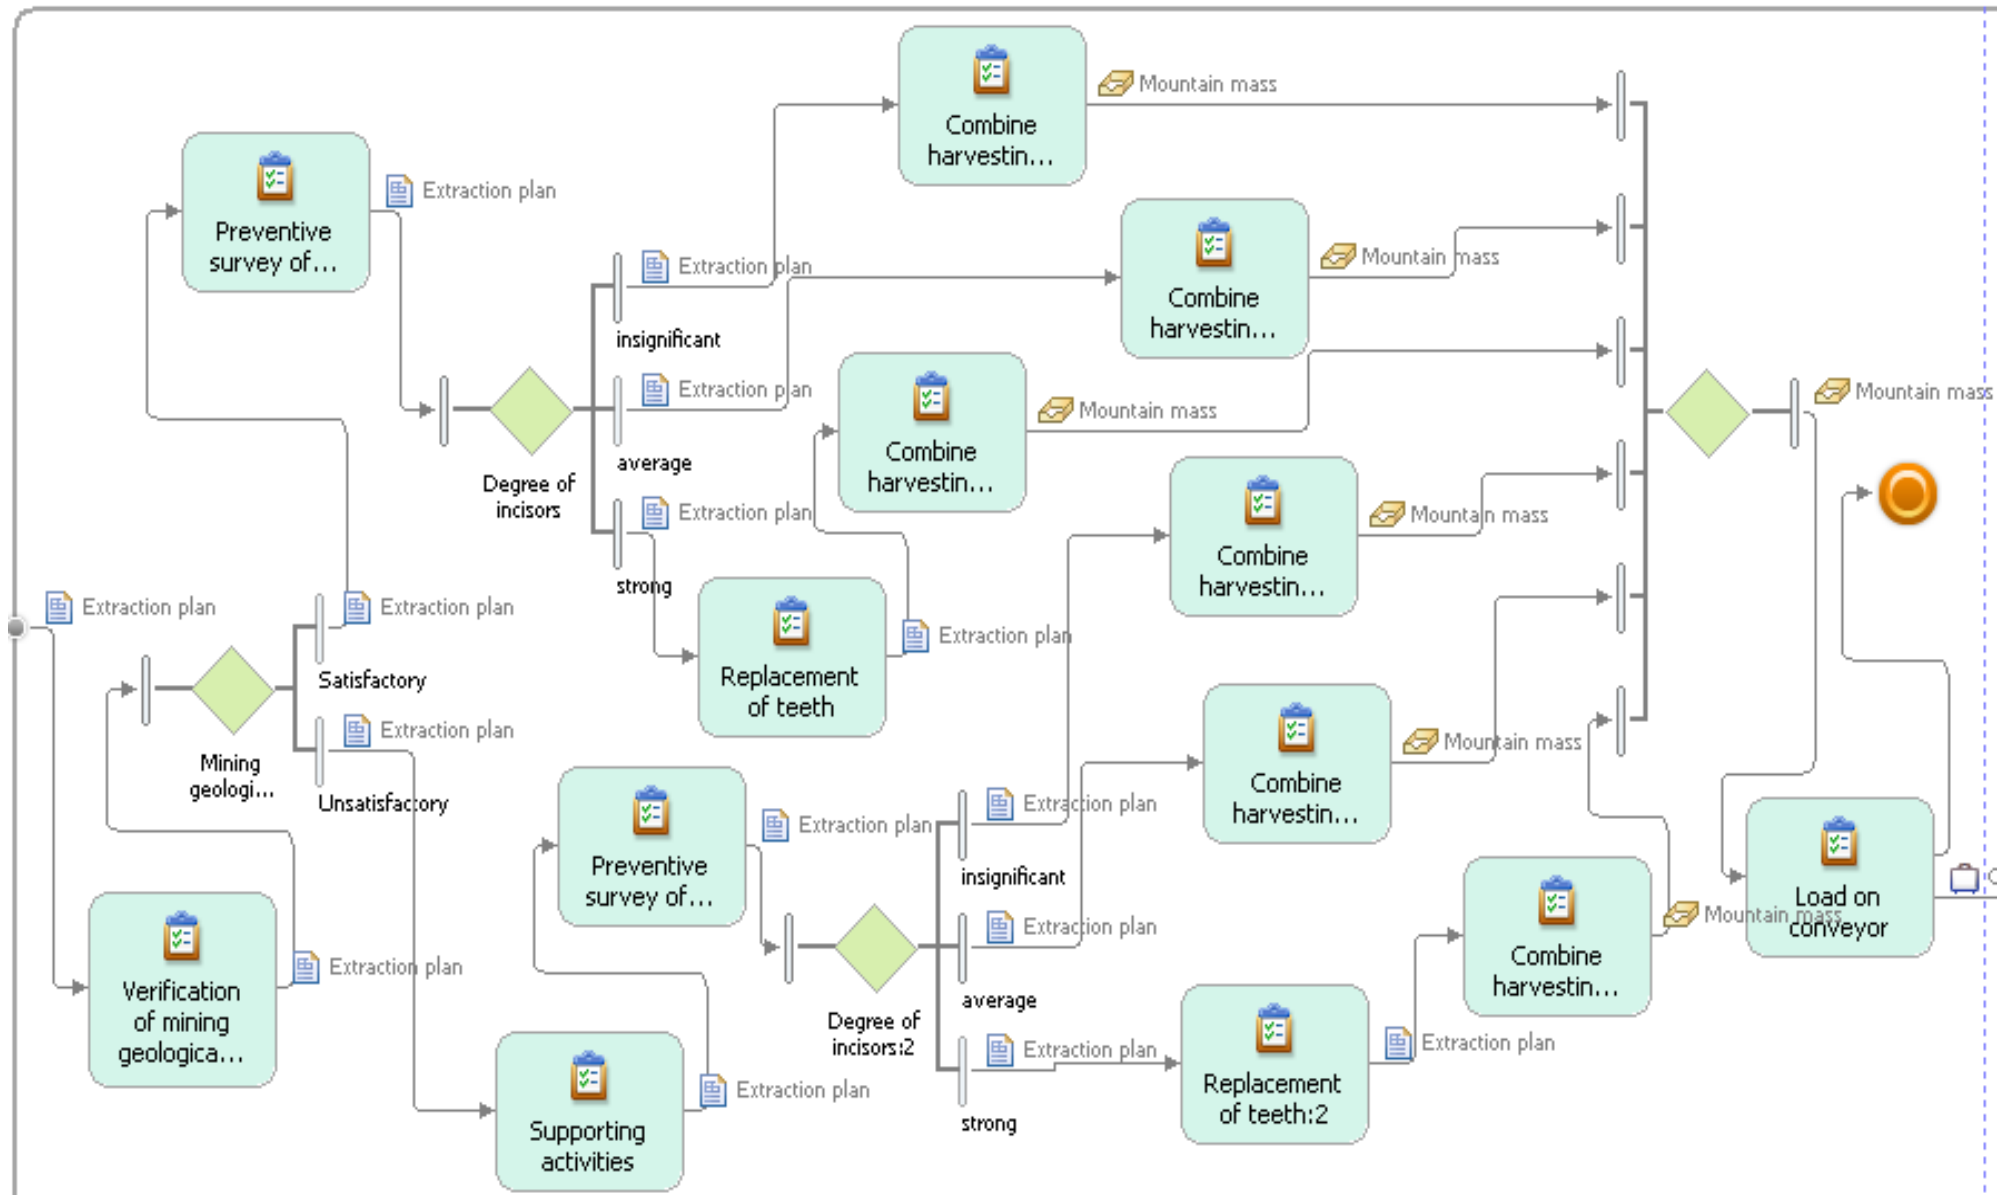 Combine
harvestin...
Mountain mass
Preventive
survey of...
Extraction plan
Combine
harvestin...
Mountain mass
Extraction plan
insignificant
Combine
harvestin...
Mountain mass
Extraction plan
average
Degree of
incisors
Extraction plan
strong
Mountain mass
Combine
harvestin...
Mountain mass
Extraction plan
Extraction plan
Satisfactory
Replacement
of teeth
Extraction plan
Mining
geologi...
Extraction plan
Unsatisfactory
Combine
harvestin...
Mountain mass
Preventive
survey of...
Extraction plan
Extraction plan
insignificant
Extraction plan
average
Degree of
incisors:2
Extraction plan
strong
Combine
harvestin...
Mountain mass
Load on
conveyor
Verification
of mining
geologica...
Extraction plan
Supporting
activities
Extraction plan
Replacement
of teeth:2
Extraction plan